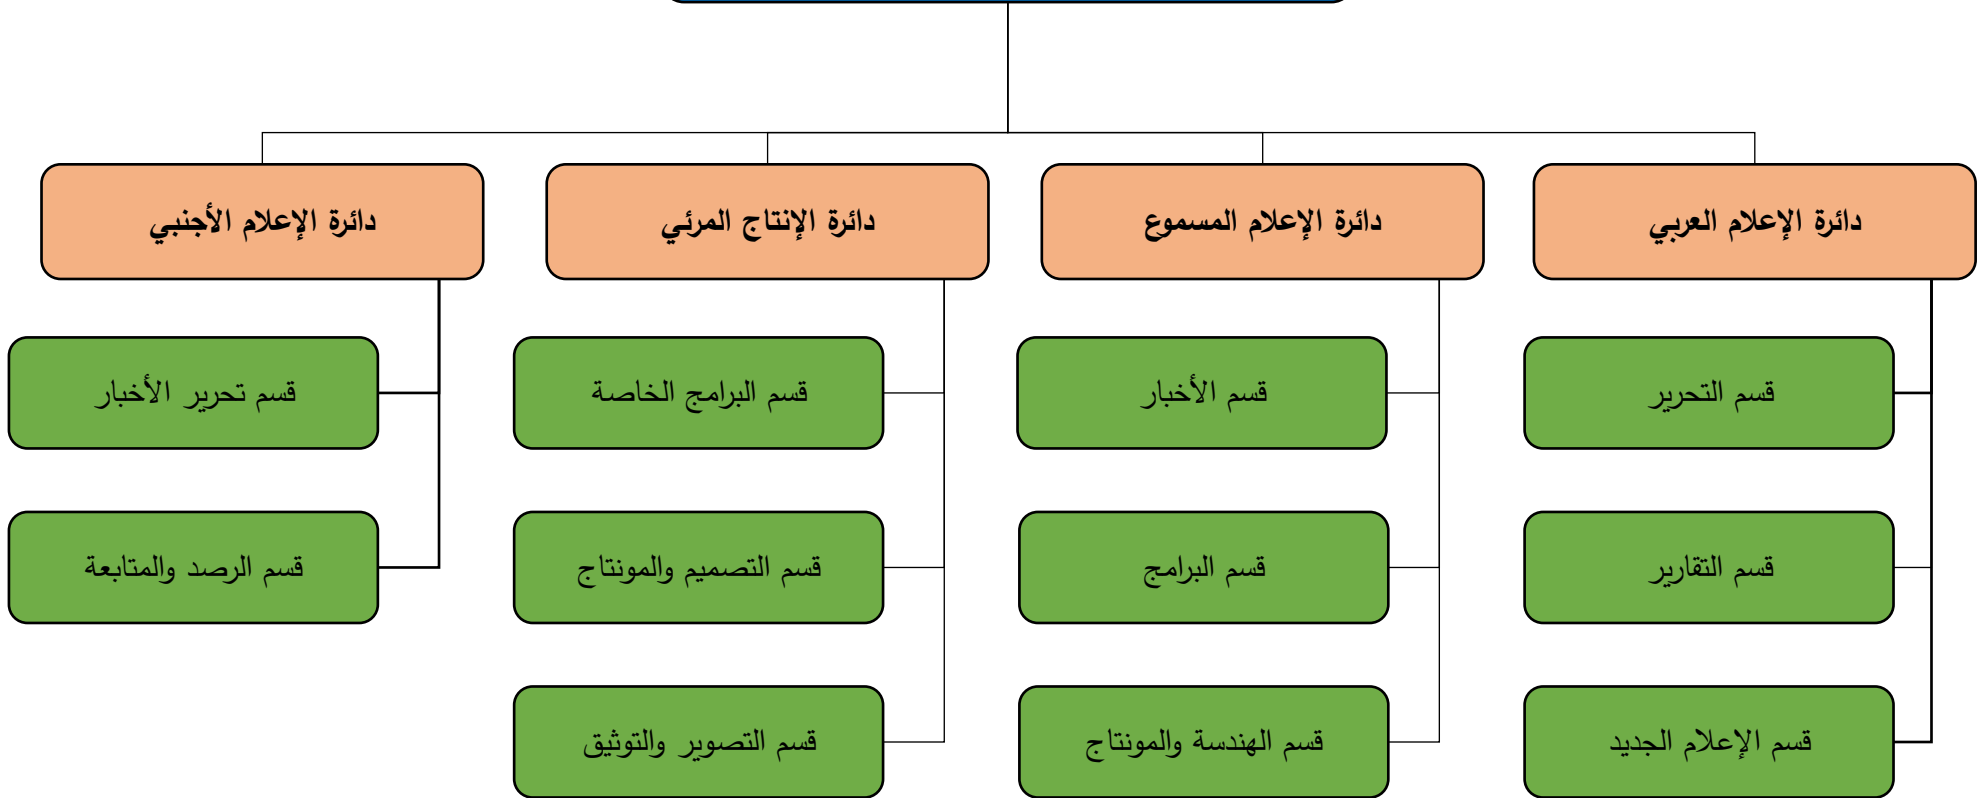 دائرة الإعلام العربي
دائرة الإعلام المسموع
دائرة الإنتاج المرئي
دائرة الإعلام الأجنبي
قسم التحرير
قسم الأخبار
قسم البرامج الخاصة
قسم تحرير الأخبار
قسم التقارير
قسم البرامج
قسم التصميم والمونتاج
قسم الرصد والمتابعة
قسم الإعلام الجديد
قسم الهندسة والمونتاج
قسم التصوير والتوثيق